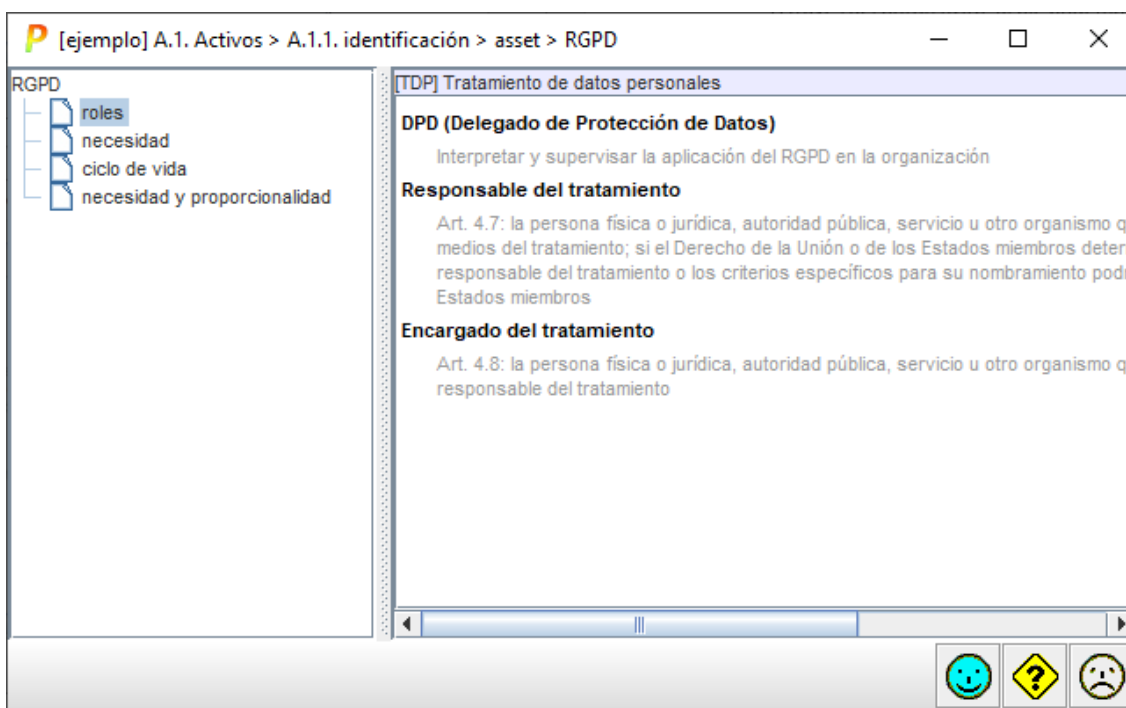 [ejemplo] A.1. Activos > A.1.1. identificación > asset > RGPD
RGPD
roles
necesidad
ciclo de vida
necesidad y proporcionalidad
[TDP] Tratamiento de datos personales
DPD (Delegado de Protección de Datos)
Interpretar y supervisar la aplicación del RGPD en la organización
Responsable del tratamiento
Art. 4.7: la persona física o jurídica, autoridad pública, servicio u otro organismo
medios del tratamiento; si el Derecho de la Unión o de los Estados miembros
responsable del tratamiento o los criterios específicos para su nombramiento
Estados miembros
Encargado del tratamiento
Art. 4.8: la persona física o jurídica, autoridad pública, servicio u otro organismo
responsable del tratamiento